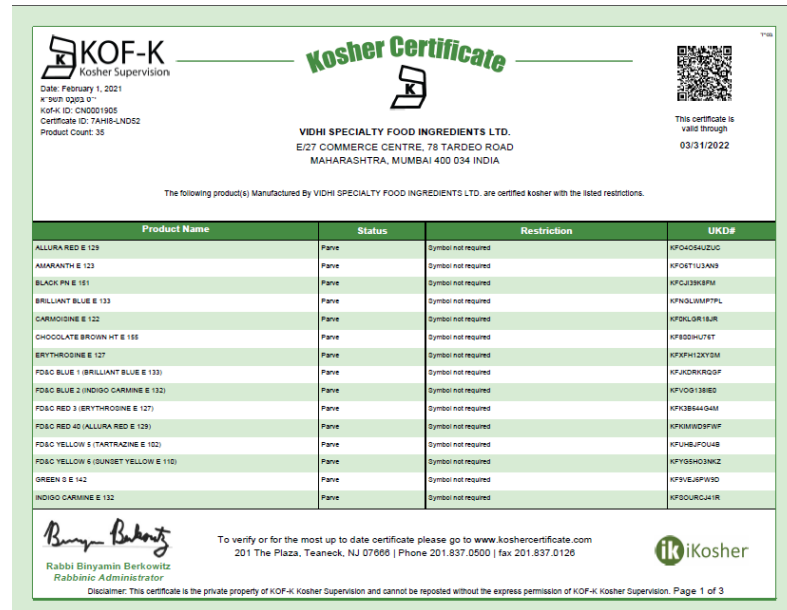 KOF-K
Kosher Supervision
Date: February 1, 2021
י"ט בשבט תשפ"א
Kof-K ID: CN0001905
Certificate ID: 7AHI8-LND52
Product Count: 35
Kosher Certificate
K
VIDHI SPECIALTY FOOD INGREDIENTS LTD.
E/27 COMMERCE CENTRE, 78 TARDEO ROAD
MAHARASHTRA, MUMBAI 400 034 INDIA
This certificate is
valid through
03/31/2022
The following product(s) Manufactured By VIDHI SPECIALTY FOOD INGREDIENTS LTD. are certified kosher with the listed restrictions.
Product Name Status Restriction UKD#
ALLURA RED E 129 Parve Symbol not required KFO4O54UZUC
AMARANTH E 123 Parve Symbol not required KFO6T1U3AN9
BLACK PN E 151 Parve Symbol not required KFCJI39K8FM
BRILLIANT BLUE E 133 Parve Symbol not required KFNGLWMP7PL
CARMOISINE E 122 Parve Symbol not required KF0KLGR18JR
CHOCOLATE BROWN HT E 155 Parve Symbol not required
ERYTHROSINE E 127 Parve Symbol not required KFXFH12XYSM
FD&C BLUE 1 (BRILLIANT BLUE E 133) Parve Symbol not required KFJKDRKRQGF
FD&C BLUE 2 (INDIGO CARMINE E 132) Parve Symbol not required
FD&C RED 3 (ERYTHROSINE E 127) Parve Symbol not required KFK3B644G4M
FD&C RED 40 (ALLURA RED E 129) Parve Symbol not required KFKIMWD9FWF
FD&C YELLOW 5 (TARTRAZINE E 102) Parve Symbol not required KFUHBJFOU4B
FD&C YELLOW 6 (SUNSET YELLOW E 110) Parve Symbol not required KFYG5HO3NKZ
GREEN S E 142 Parve Symbol not required KF9VEJ6PW9D
INDIGO CARMINE E 132 Parve Symbol not required KFSOURCJ41R
Rabbi Binyamin Berkowitz
Rabbinic Administrator
To verify or for the most up to date certificate please go to www.koshercertificate.com
201 The Plaza, Teaneck, NJ 07666 | Phone 201.837.0500 | fax 201.837.0126
ik iKosher
Disclaimer: This certificate is the private property of KOF-K Kosher Supervision and cannot be reposted without the express permission of KOF-K Kosher Supervision. Page 1 of 3